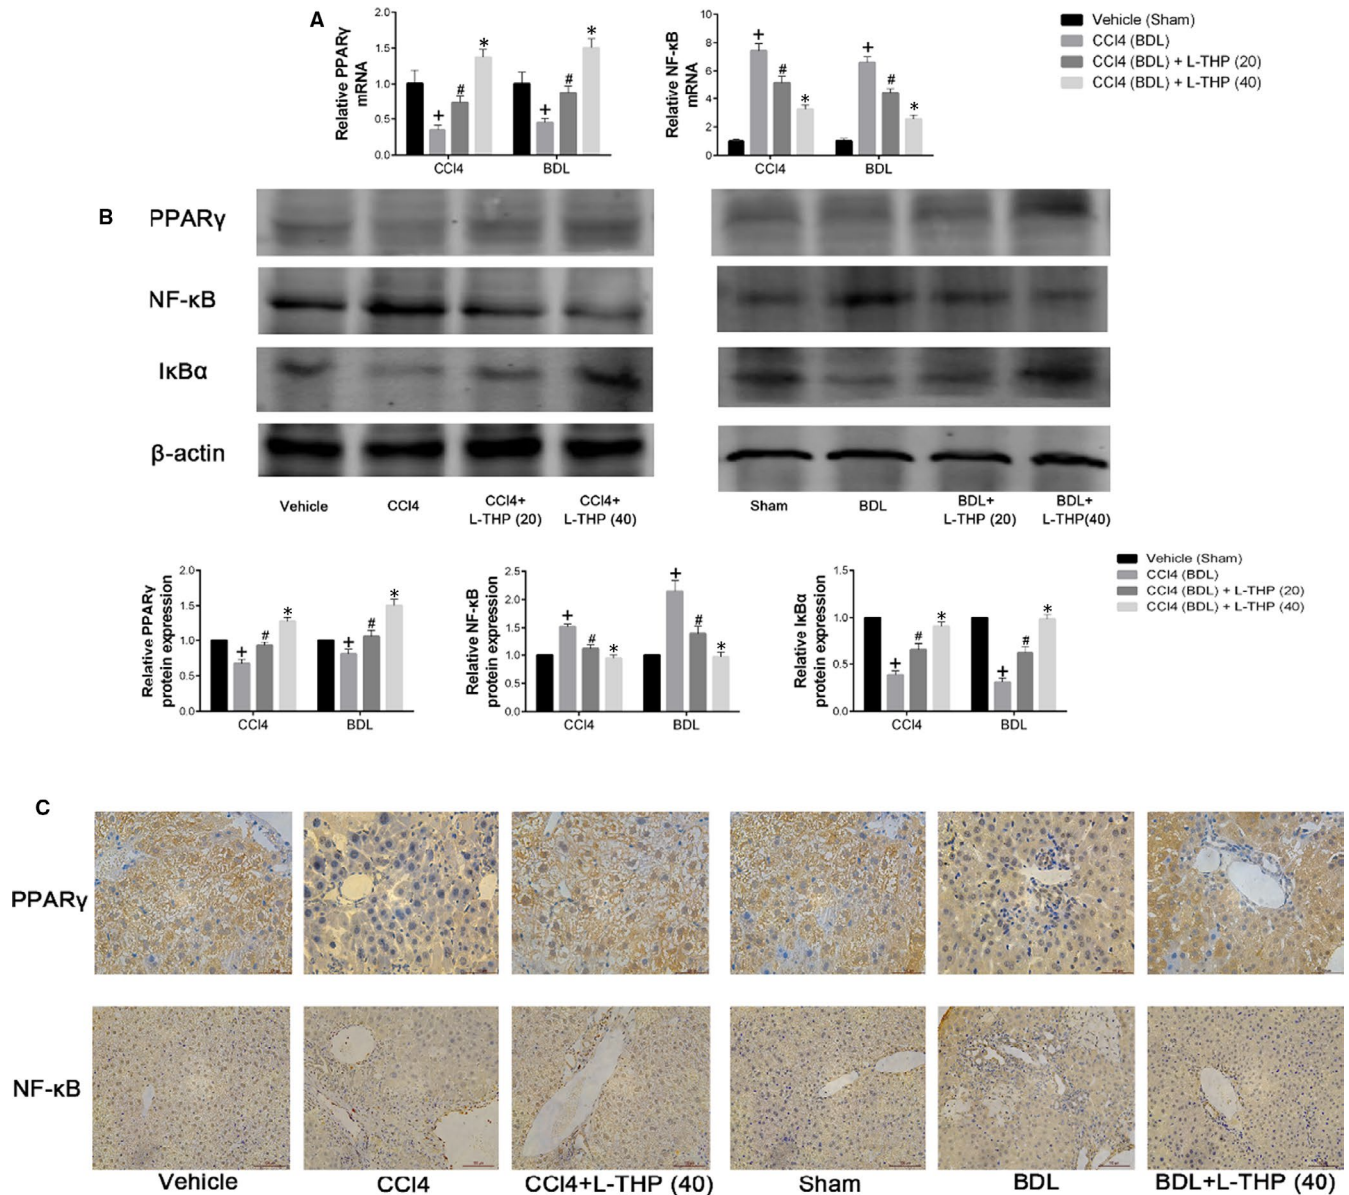 A
Relative PPARγ
mRNA
2.0
1.5
1.0
0.5
0.0
+
#
*
+
#
*
CCl4
BDL
Relative NF-κB
mRNA
10
8
6
4
2
0
+
#
*
+
#
*
CCl4
BDL
Vehicle (Sham)
CCl4 (BDL)
CCl4 (BDL) + L-THP (20)
CCl4 (BDL) + L-THP (40)
B
PPARγ
NF-κB
IκBα
β-actin
Vehicle
CCl4
CCl4+
L-THP (20)
CCl4+
L-THP (40)
Sham
BDL
BDL+
L-THP (20)
BDL+
L-THP(40)
Relative PPARγ
protein expression
2.0
1.5
1.0
0.5
0.0
+
#
*
+
#
*
CCl4
BDL
Relative NF-κB
protein expression
2.5
2.0
1.5
1.0
0.5
0.0
+
#
*
+
#
*
CCl4
BDL
Relative IκBα
protein expression
1.5
1.0
0.5
0.0
+
#
*
+
#
*
CCl4
BDL
Vehicle (Sham)
CCl4 (BDL)
CCl4 (BDL) + L-THP (20)
CCl4 (BDL) + L-THP (40)
C
PPARγ
NF-κB
Vehicle
CCl4
CCl4+L-THP (40)
Sham
BDL
BDL+L-THP (40)